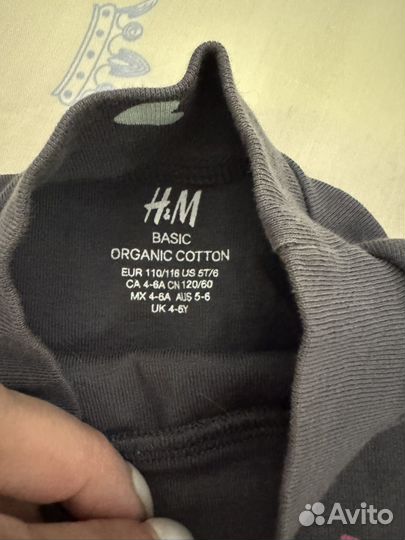 H&M
BASIC
ORGANIC COTTON
EUR 110/116 US 5T/6
CA 4-6A CN 120/60
MX 4-6A AUS 5-6
UK 4-6Y
Avito